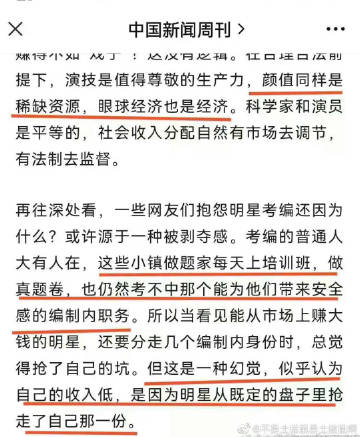 中国新闻周刊 >
赚得不如“戏子”？这没有逻辑。在合理合法前
提下，演技是值得尊敬的生产力，颜值同样是
稀缺资源，眼球经济也是经济。科学家和演员
是平等的，社会收入分配自然有市场去调节，
有法制去监督。
再往深处看，一些网友们抱怨明星考编还因为
什么？或许源于一种被剥夺感。考编的普通人
大有人在，这些小镇做题家每天上培训班，做
真题卷，也仍然考不中那个能为他们带来安全
感的编制内职务。所以当看见能从市场上赚大
钱的明星，还要分走几个编制内身份时，总觉
得抢了自己的坑。但这是一种幻觉，似乎认为
自己的收入低，是因为明星从既定的盘子里抢
走了自己那一份。